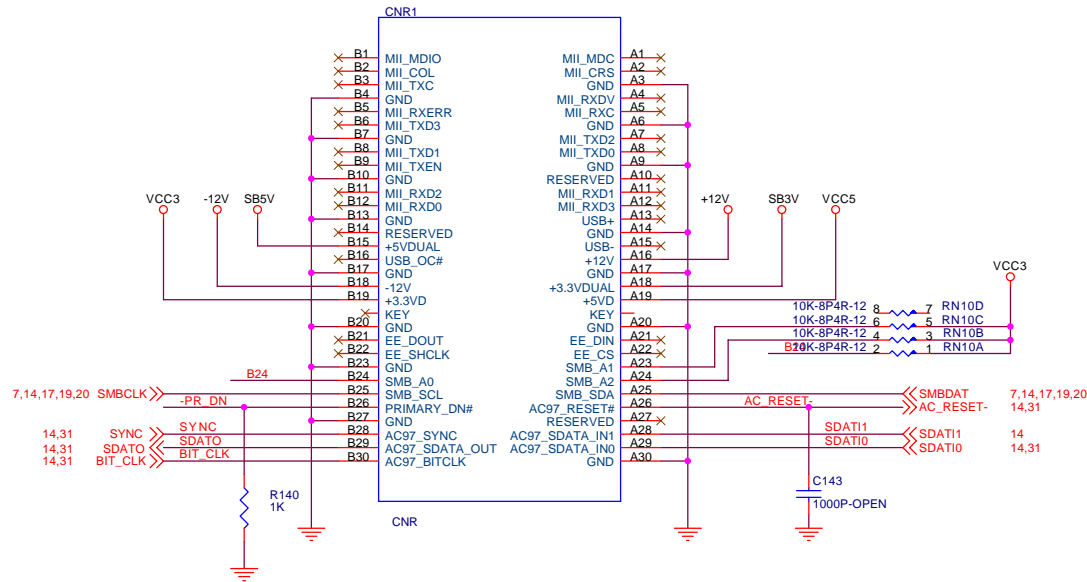 CNR1
B1 MII_MDIO MII_MDC A1
B2 MII_COL MII_CRS A2
B3 MII_TXC GND A3
B4 GND MII_RXDV A4
B5 MII_RXERR MII_RXC A5
B6 MII_TXD3 GND A6
B7 GND MII_TXD2 A7
B8 MII_TXD1 MII_TXD0 A8
B9 MII_TXEN GND A9
B10 GND RESERVED A10
B11 MII_RXD2 MII_RXD1 A11
B12 MII_RXD0 MII_RXD3 A12
VCC3 -12V SB5V +12V SB3V VCC5
B13 GND USB+ A13
B14 RESERVED GND A14
B15 +5VDUAL USB- A15
B16 USB_OC# +12V A16
B17 GND GND A17
VCC3
B18 -12V +3.3VDUAL A18
B19 +3.3VD +5VD A19
KEY KEY
10K-8P4R-12 8 7 RN10D
B20 GND GND A20
10K-8P4R-12 6 5 RN10C
B21 EE_DOUT EE_DIN A21
10K-8P4R-12 4 3 RN10B
B22 EE_SHCLK EE_CS A22
B24 10K-8P4R-12 2 1 RN10A
B23 GND SMB_A1 A23
B24 B24 SMB_A0 SMB_A2 A24
7,14,17,19,20 SMBCLK B25 SMB_SCL SMB_SDA A25 SMBDAT 7,14,17,19,20
-PR_DN B26 PRIMARY_DN# AC97_RESET# A26 AC_RESET- AC_RESET- 14,31
B27 GND RESERVED A27
14,31 SYNC SYNC B28 AC97_SYNC AC97_SDATA_IN1 A28 SDATI1 SDATI1 14
14,31 SDATO SDATO B29 AC97_SDATA_OUT AC97_SDATA_IN0 A29 SDATI0 SDATI0 14,31
14,31 BIT_CLK BIT_CLK B30 AC97_BITCLK GND A30
R140
1K
C143
1000P-OPEN
CNR